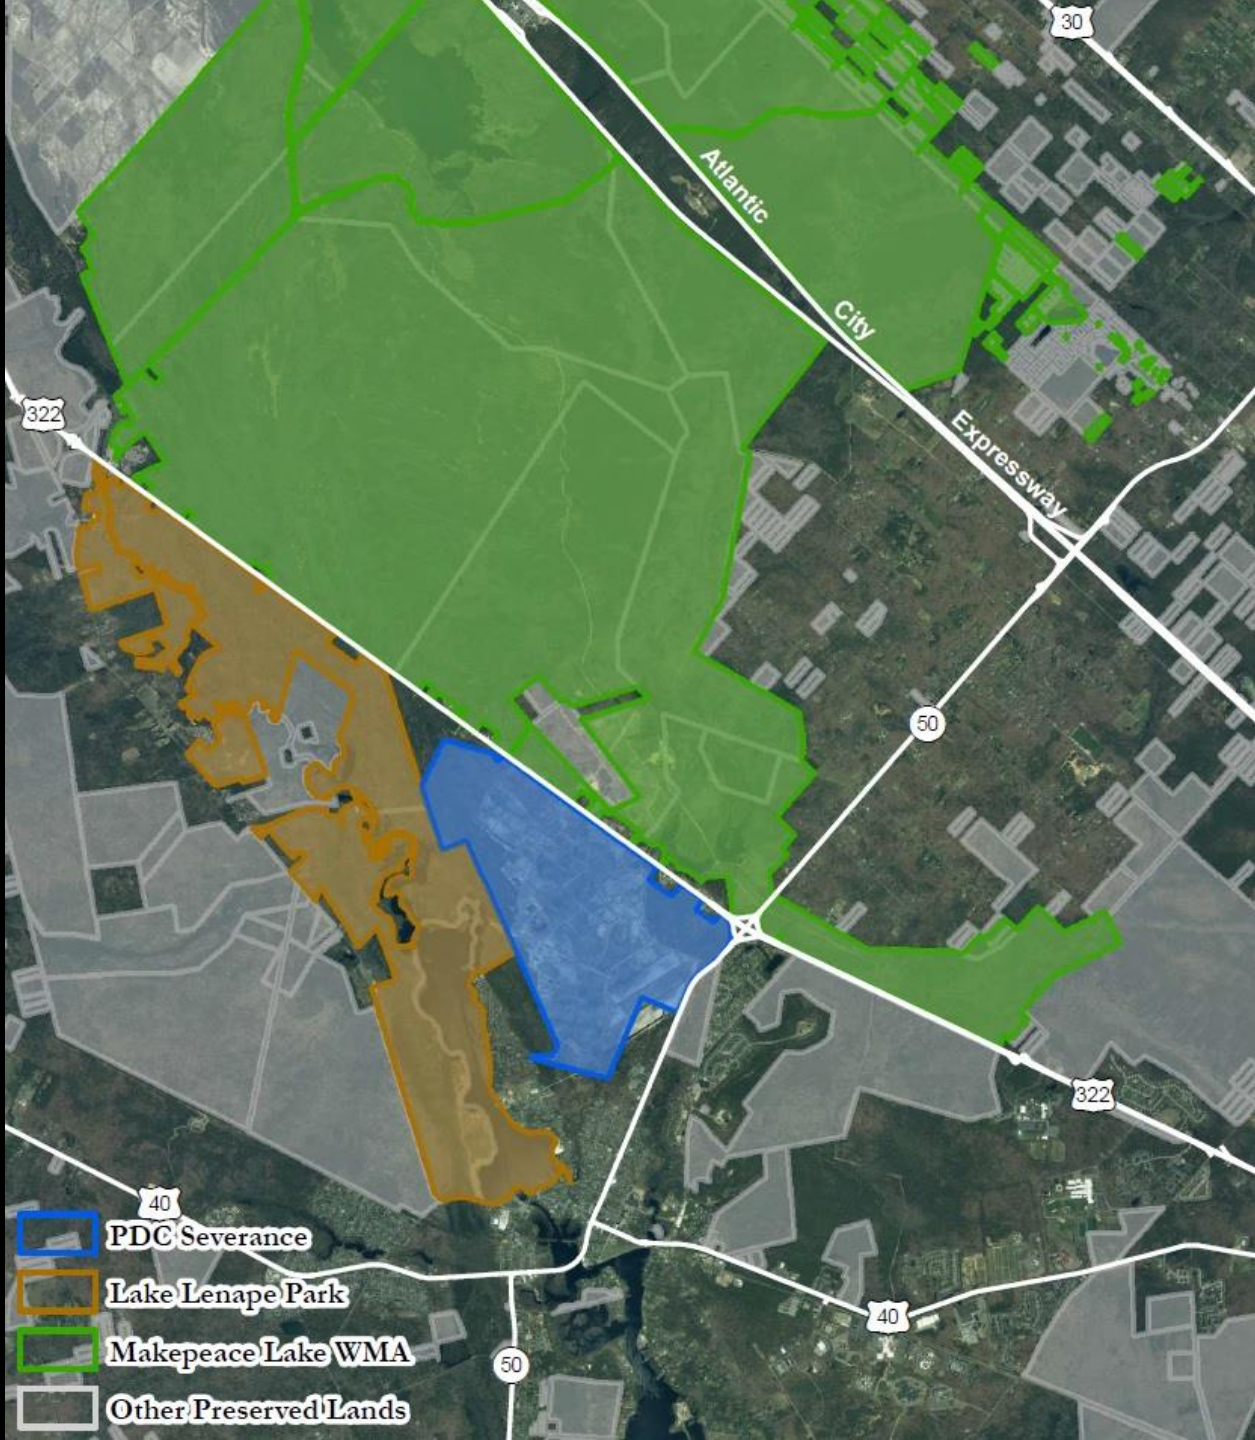 30
Atlantic
City
322
Expressway
50
322
40
PDC Severance
Lake Lenape Park
40
Makepeace Lake WMA
50
Other Preserved Lands